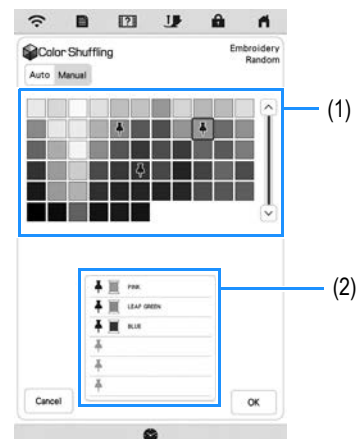 Color Shuffling
Embroidery
Random
Auto Manual
(1)
(2)
PINK
LEAF GREEN
BLUE
Cancel
OK